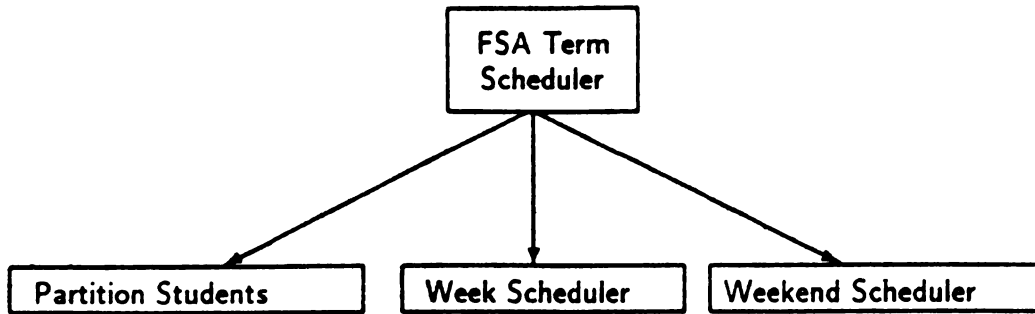 FSA Term
Scheduler
Partition Students
Week Scheduler
Weekend Scheduler